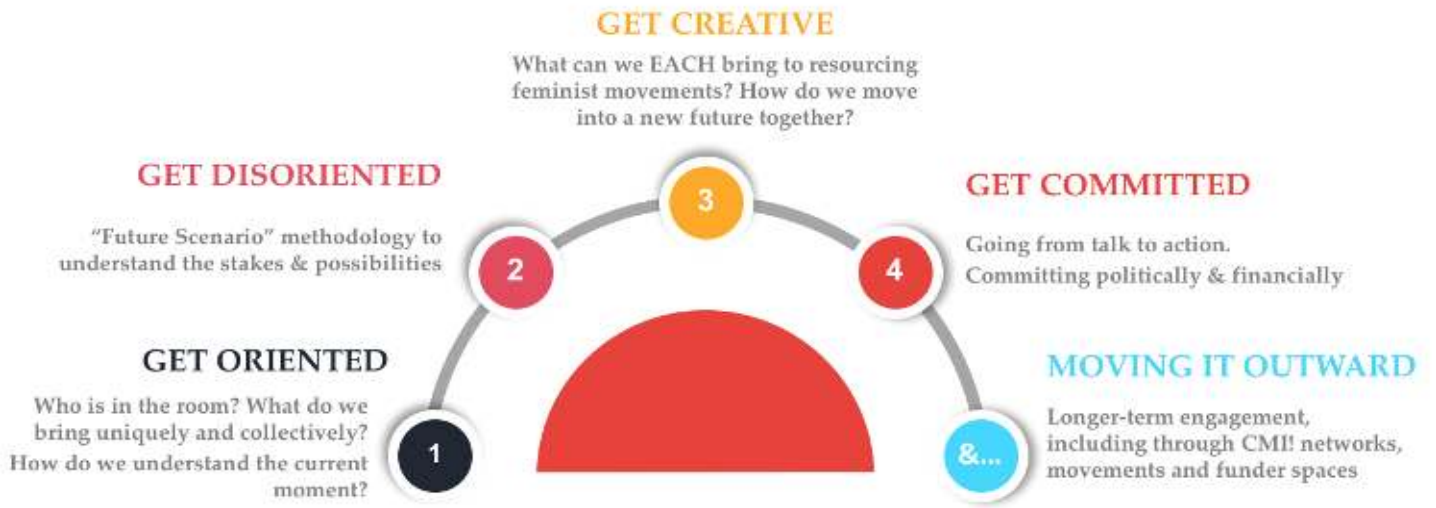 GET ORIENTED
Who is in the room? What do we
bring uniquely and collectively?
How do we understand the current
moment?
1
GET DISORIENTED
"Future Scenario" methodology to
understand the stakes & possibilities
2
GET CREATIVE
What can we EACH bring to resourcing
feminist movements? How do we move
into a new future together?
3
GET COMMITTED
Going from talk to action.
Committing politically & financially
4
MOVING IT OUTWARD
Longer-term engagement,
including through CMI! networks,
movements and funder spaces
&...